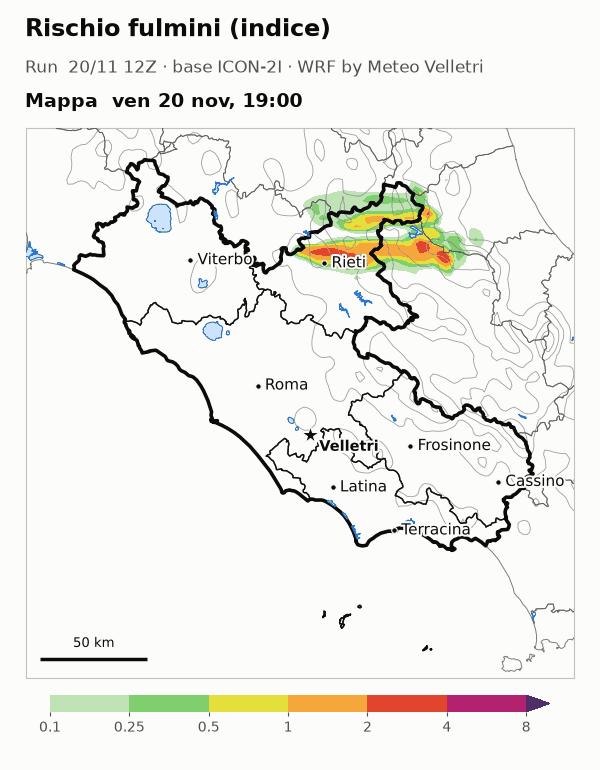 Rischio fulmini (indice)
Run 20/11 12Z · base ICON-2I · WRF by Meteo Velletri
Mappa ven 20 nov, 19:00
Viterbo
Rieti
Roma
Velletri
Frosinone
Cassino
Latina
Terracina
50 km
0.1 0.25 0.5 1 2 4 8